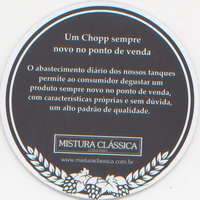 Um Chopp sempre
novo no ponto de venda
O abastecimento diário dos nossos tanques
permite ao consumidor degustar um
produto sempre novo no ponto de venda,
com características próprias e sem dúvida,
um alto padrão de qualidade.
MISTURA CLÁSSICA
www.misturaclassica.com.br